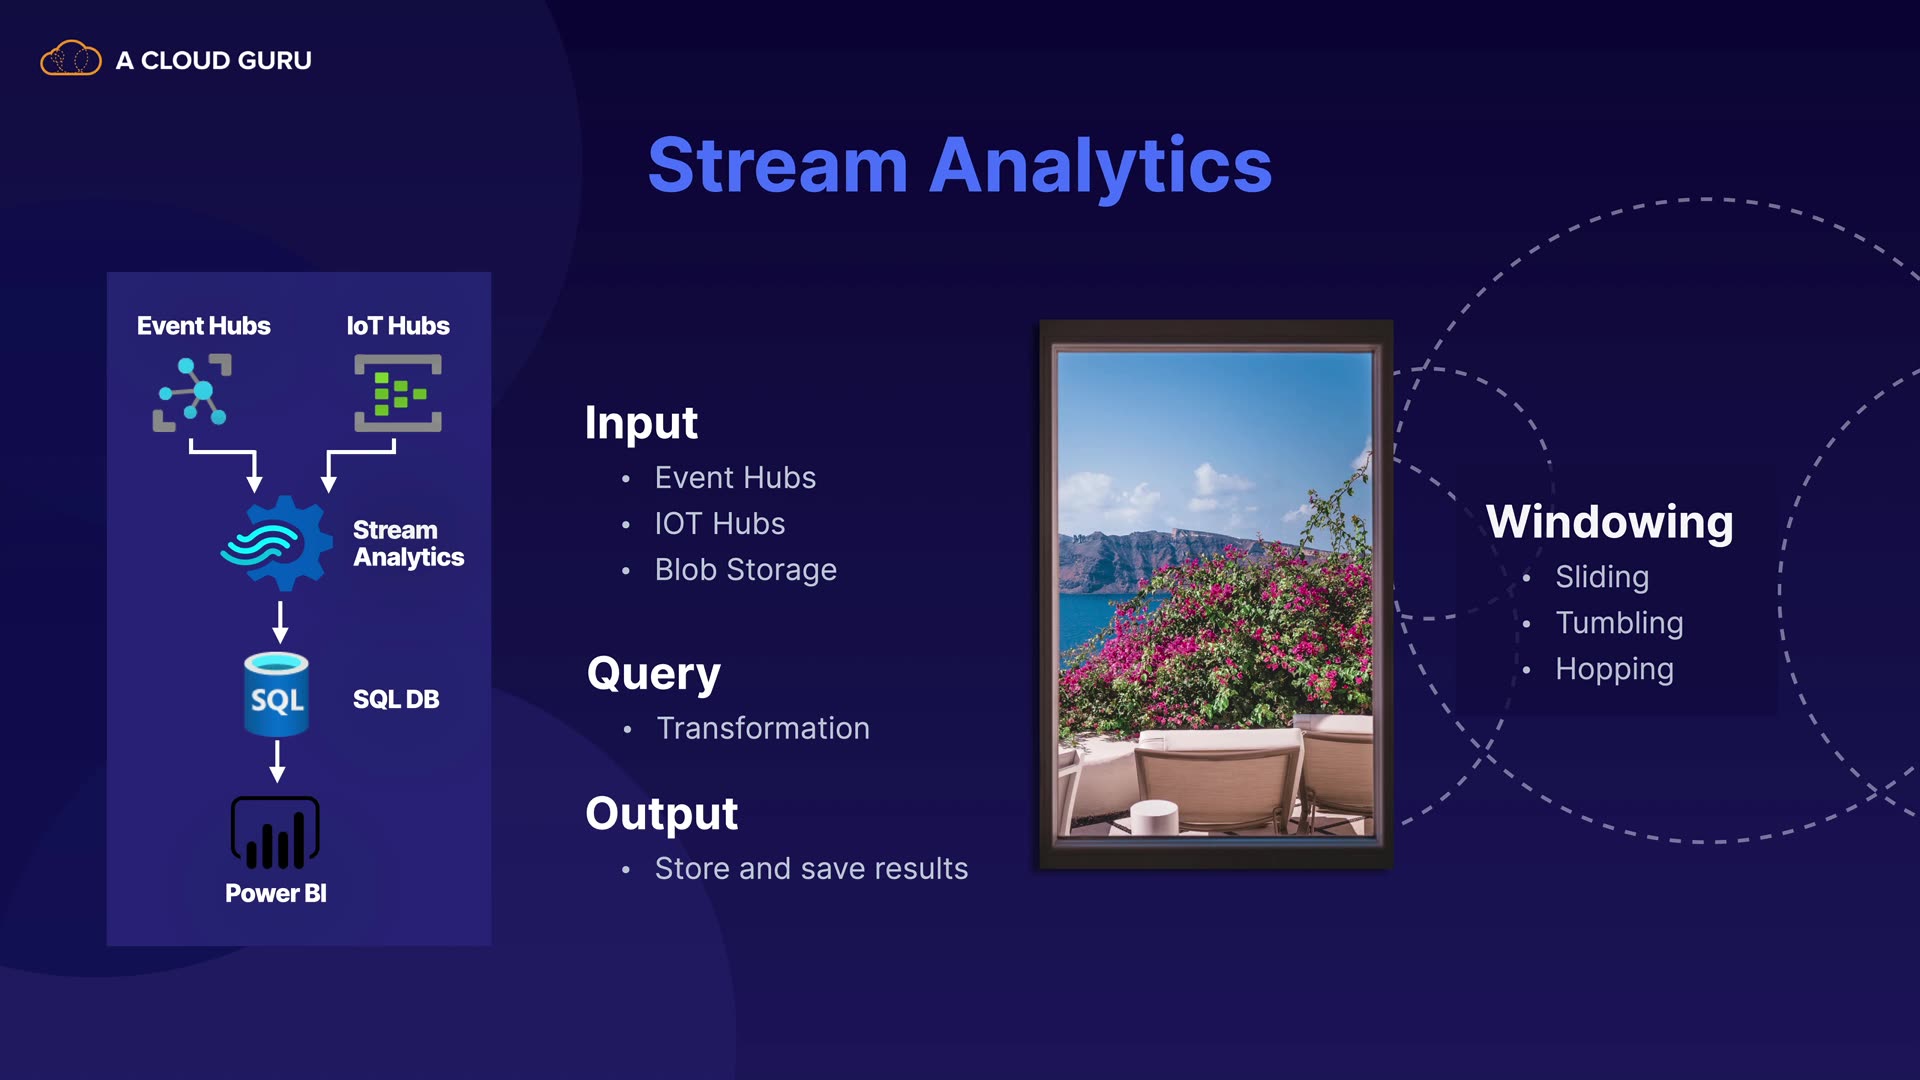 A CLOUD GURU
Stream Analytics
Event Hubs
IoT Hubs
Stream
Analytics
SQL
SQL DB
Power BI
Input
• Event Hubs
• IOT Hubs
• Blob Storage
Query
• Transformation
Output
• Store and save results
Windowing
• Sliding
• Tumbling
• Hopping